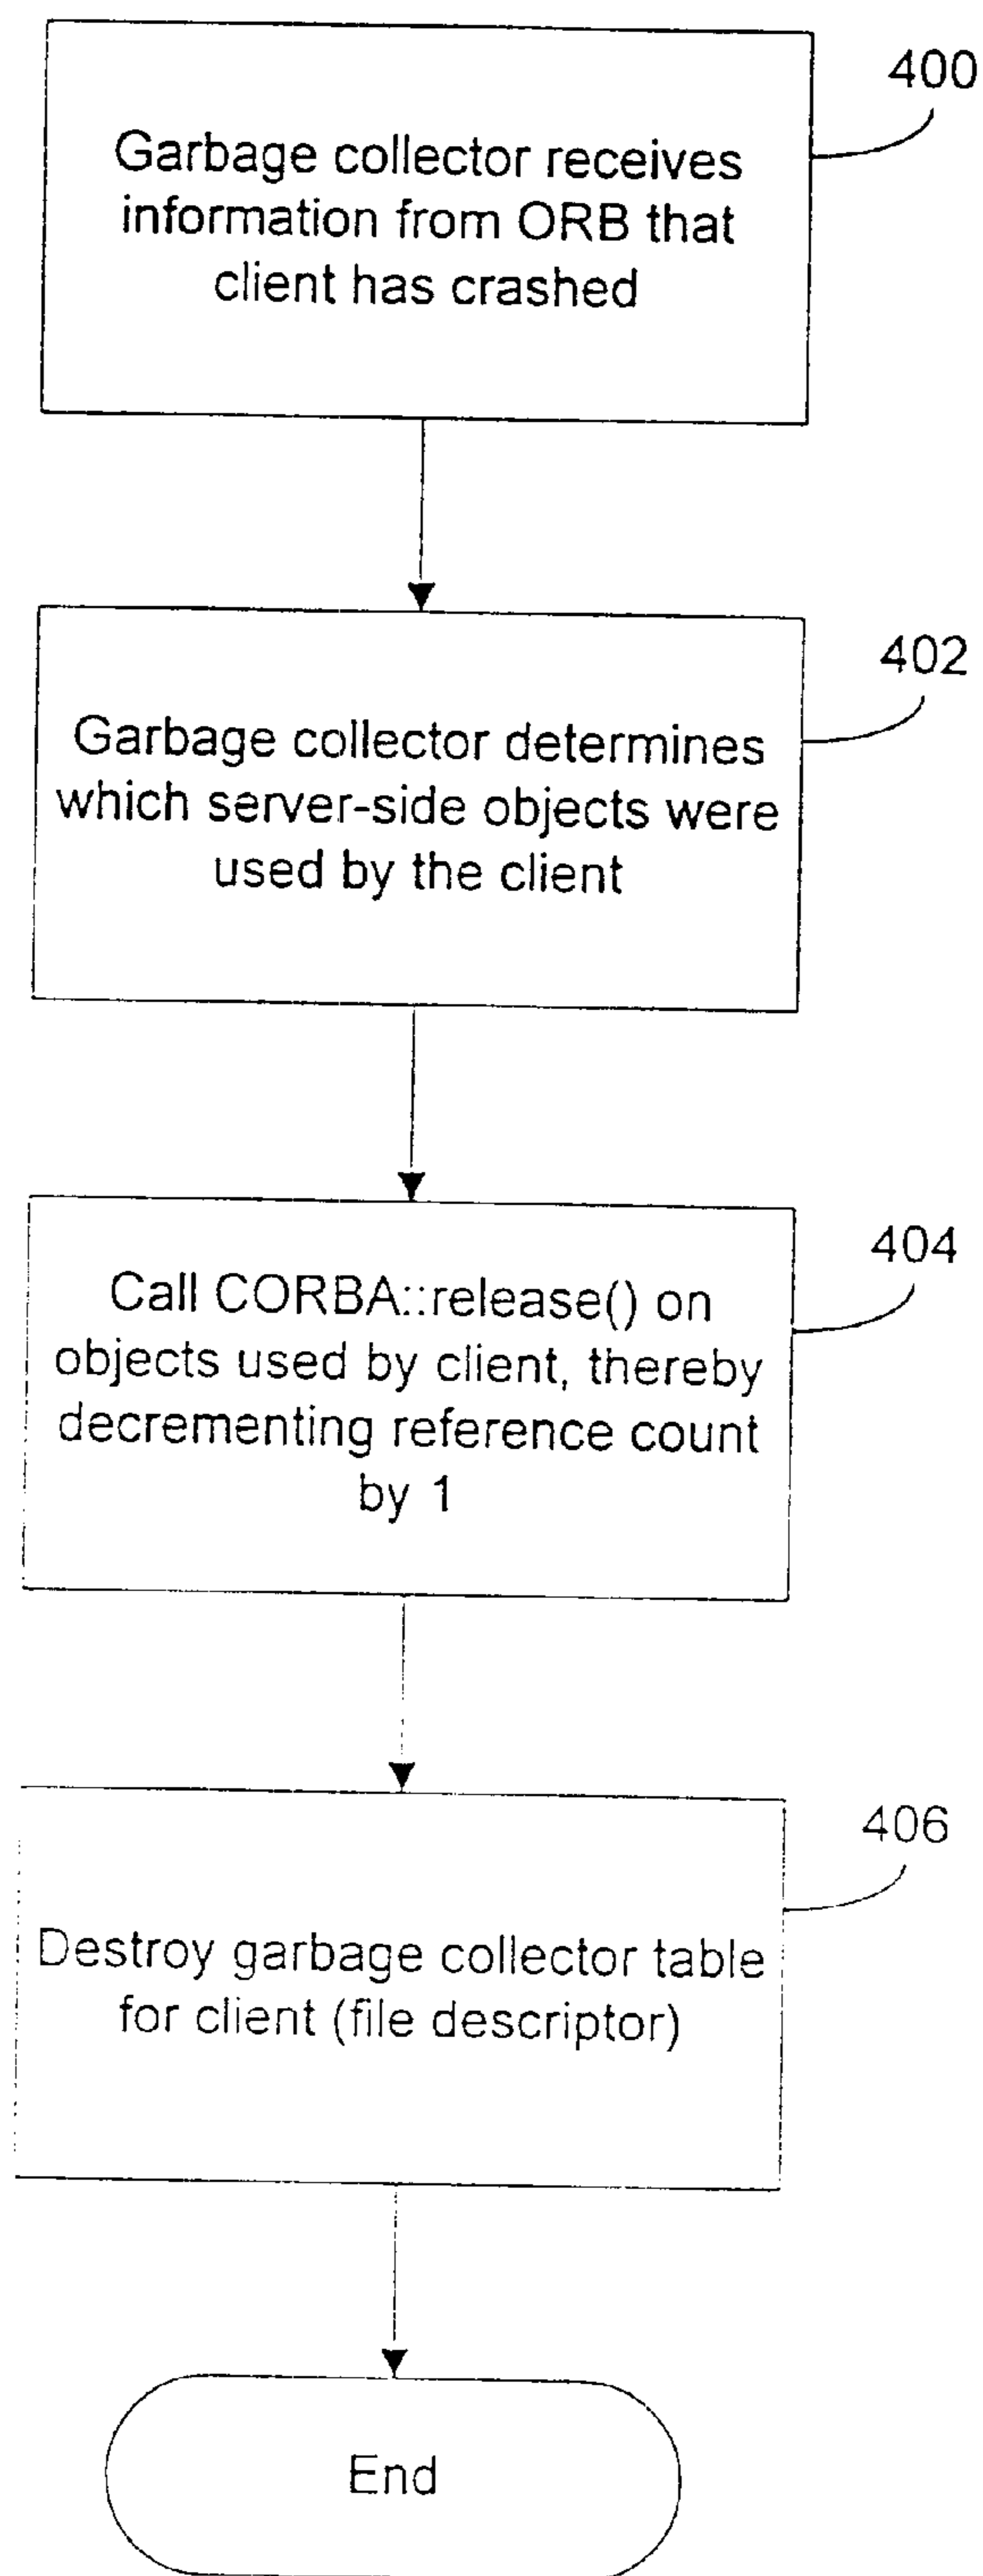 400
Garbage collector receives
information from ORB that
client has crashed
402
Garbage collector determines
which server-side objects were
used by the client
404
Call CORBA::release() on
objects used by client, thereby
decrementing reference count
by 1
406
Destroy garbage collector table
for client (file descriptor)
End